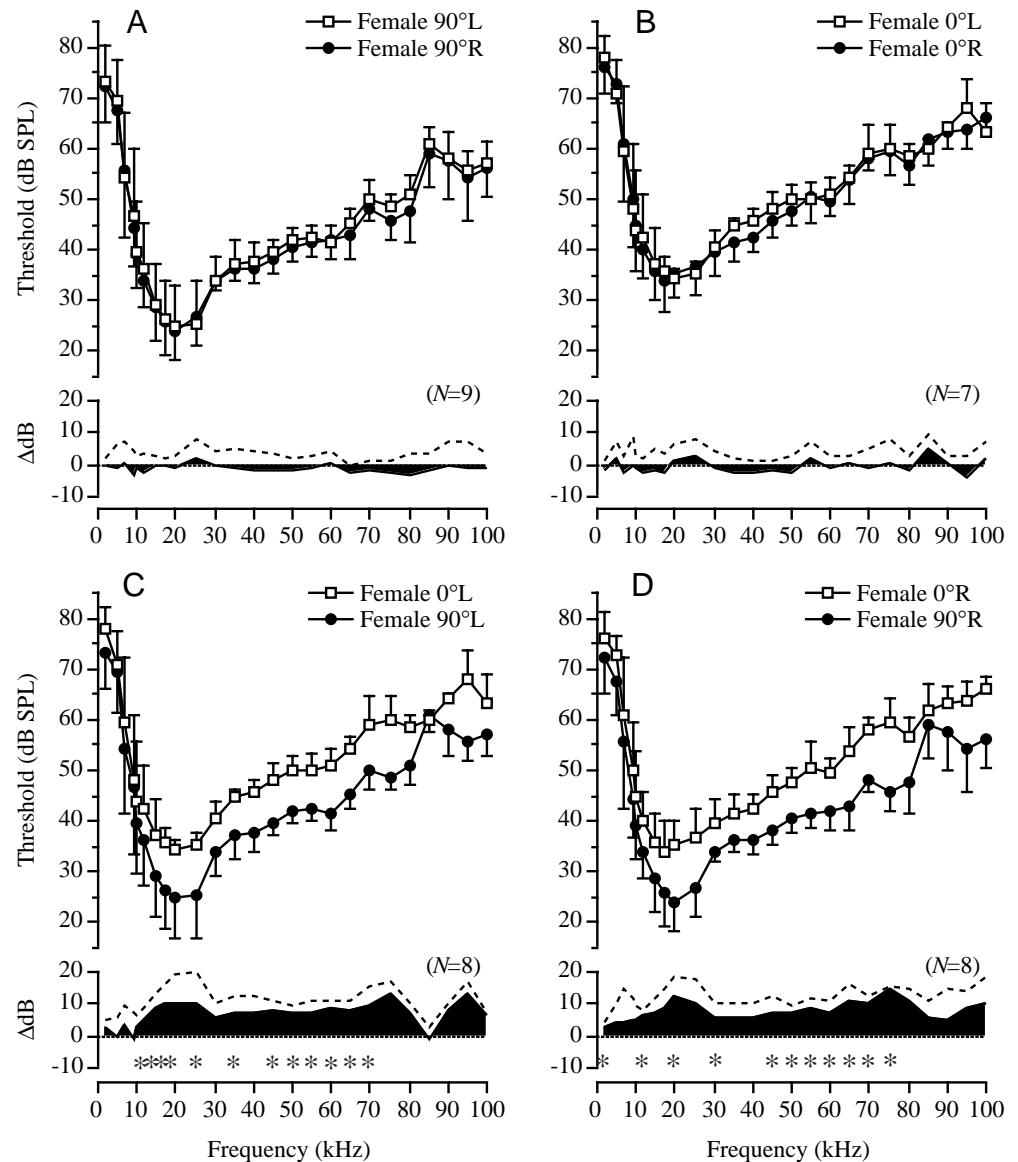 A
Female 90°L
Female 90°R
B
Female 0°L
Female 0°R
Threshold (dB SPL)
80
70
60
50
40
30
20
80
70
60
50
40
30
20
(N=9)
(N=7)
ΔdB
20
10
0
-10
20
10
0
-10
0 10 20 30 40 50 60 70 80 90 100
0 10 20 30 40 50 60 70 80 90 100
C
Female 0°L
Female 90°L
D
Female 0°R
Female 90°R
Threshold (dB SPL)
80
70
60
50
40
30
20
80
70
60
50
40
30
20
(N=8)
(N=8)
ΔdB
20
10
0
-10
20
10
0
-10
* * * * * * * * * * * *
* * * * * * * * * * *
0 10 20 30 40 50 60 70 80 90 100
0 10 20 30 40 50 60 70 80 90 100
Frequency (kHz)
Frequency (kHz)